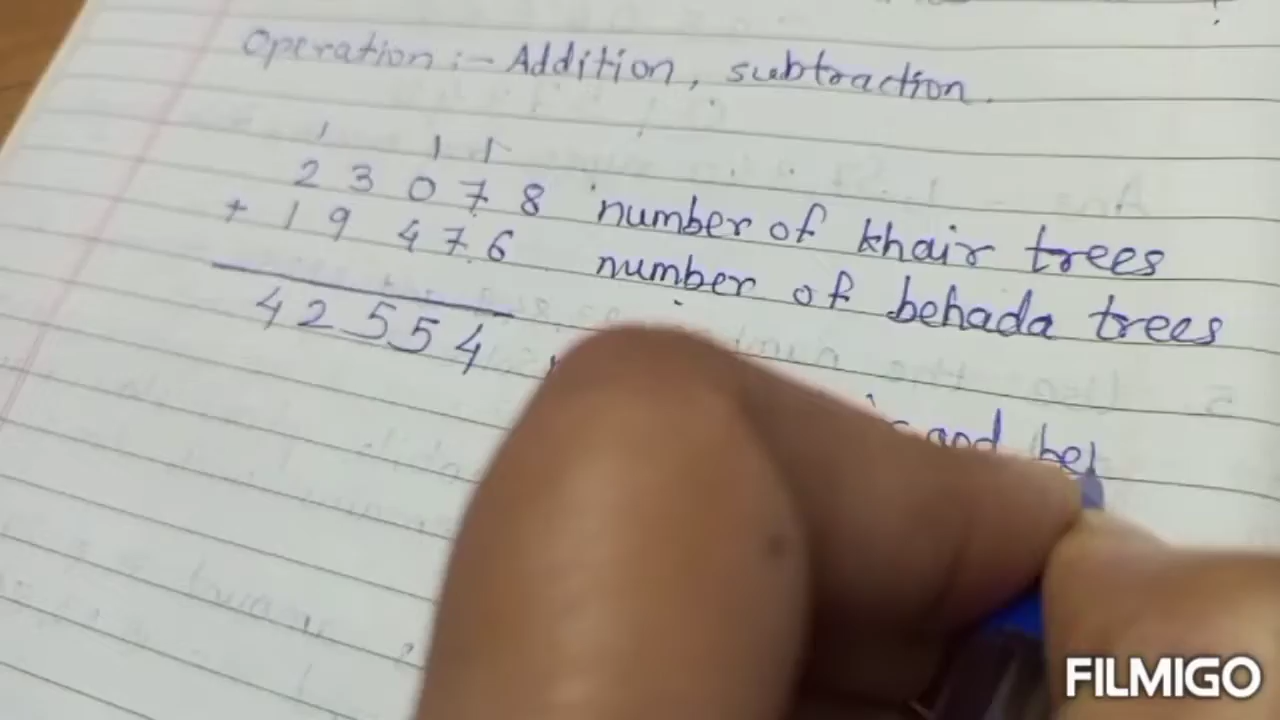 Operation :- Addition, subtraction.
1 1 1
2 3 0 7 8 number of khair trees
+ 1 9 4 7 6 number of behada trees
4 2 5 5 4
and
FILMIGO